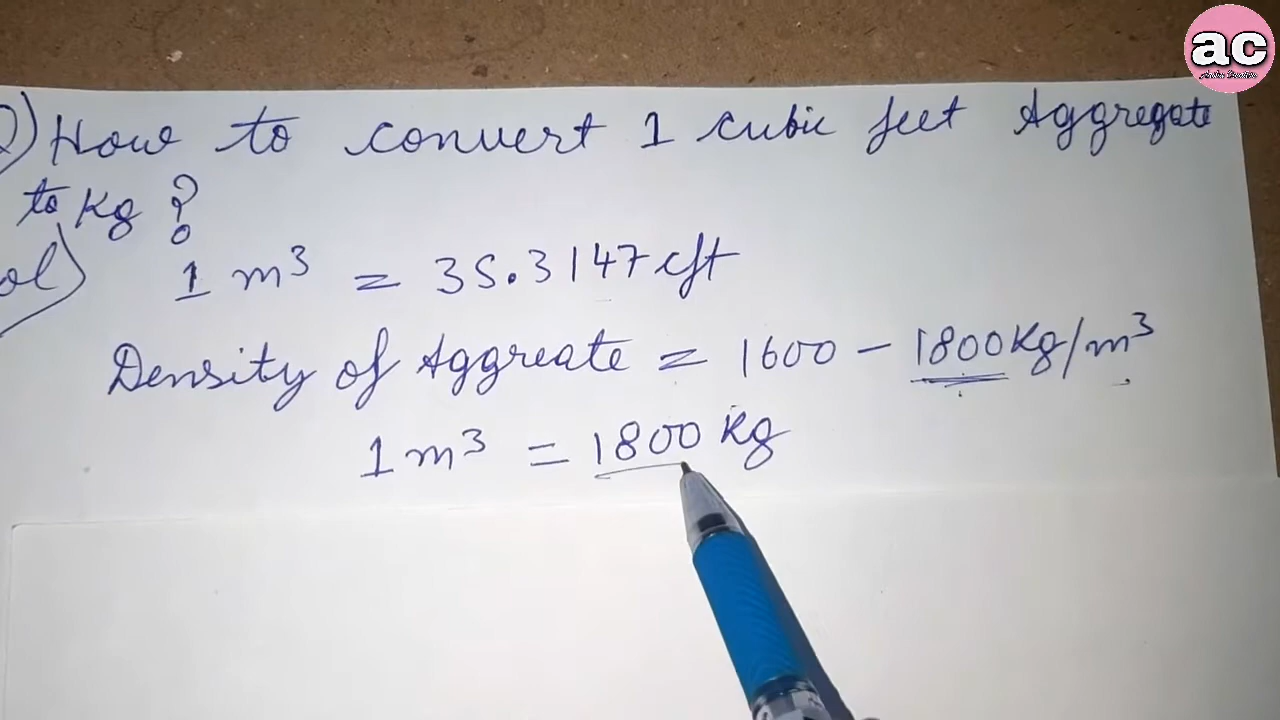 ac
Q) How to convert 1 cubic feet Aggregate
to Kg ?
ol) 1 m³ = 35.3147 cft
Density of Aggreate = 1600 - 1800 Kg/m³
1 m³ = 1800 Kg